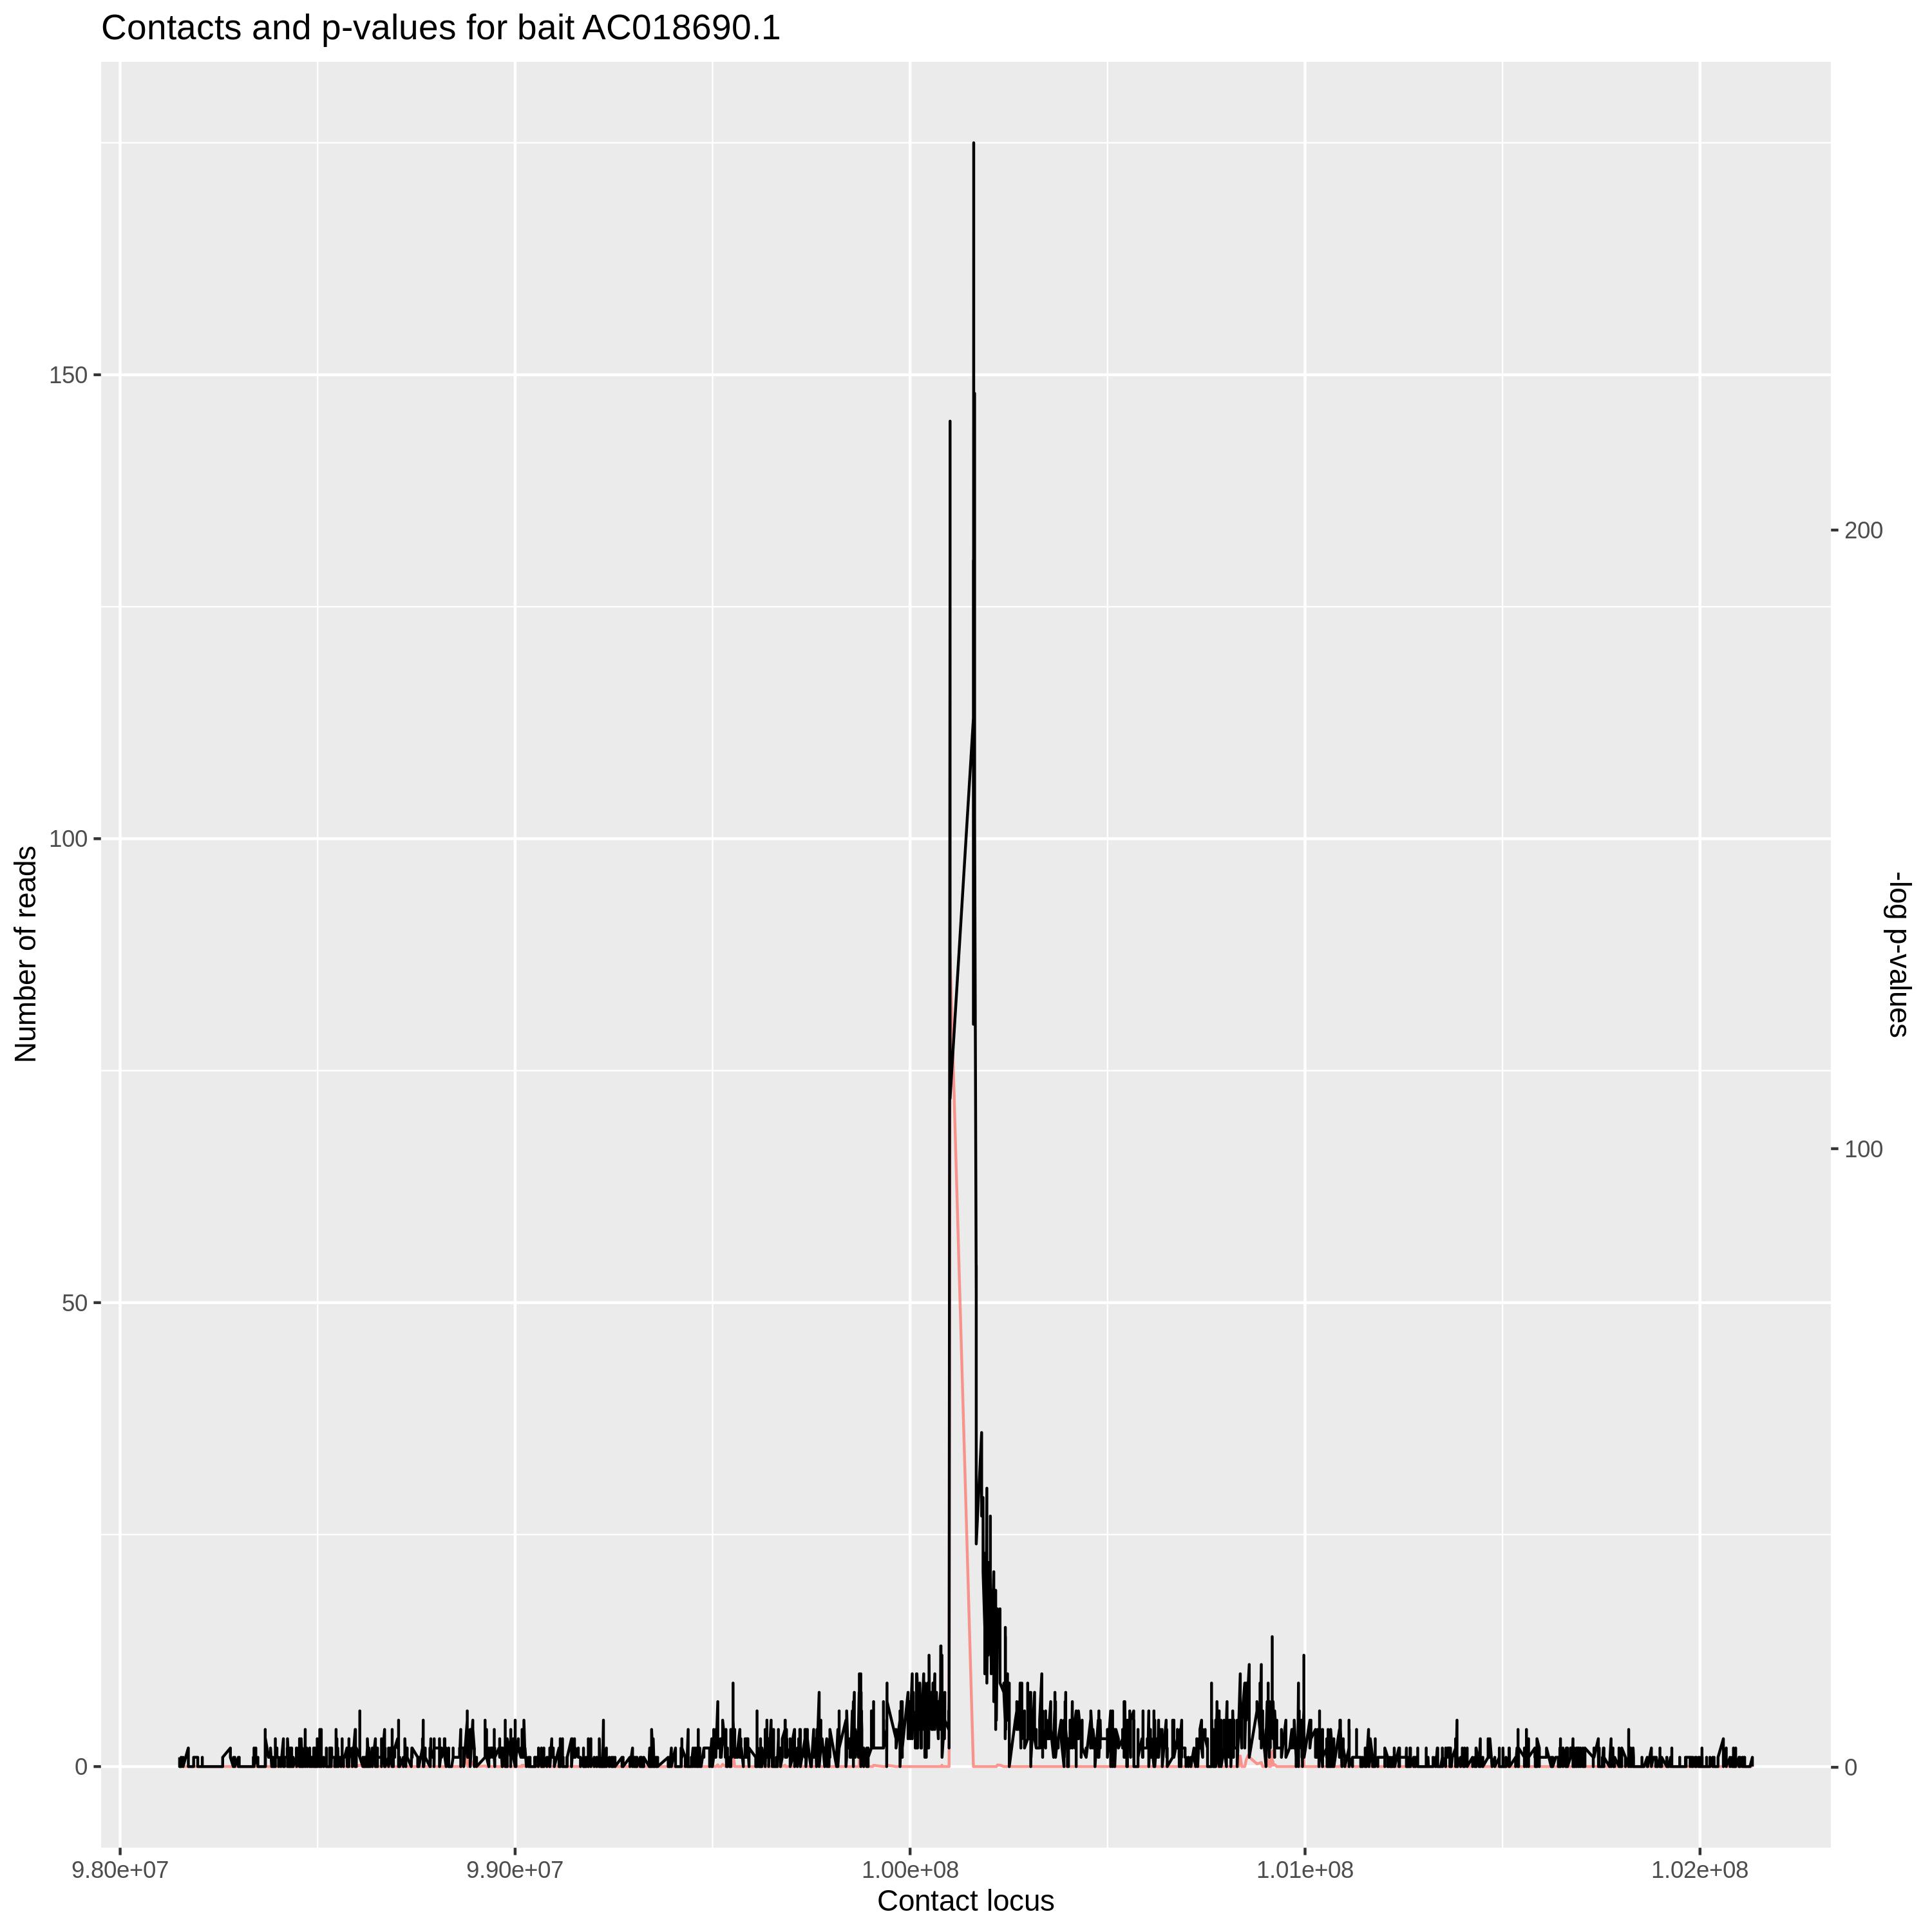 Contacts and p-values for bait AC018690.1
150
100
50
0
200
100
0
Number of reads
-log p-values
9.80e+07
9.90e+07
1.00e+08
1.01e+08
1.02e+08
Contact locus